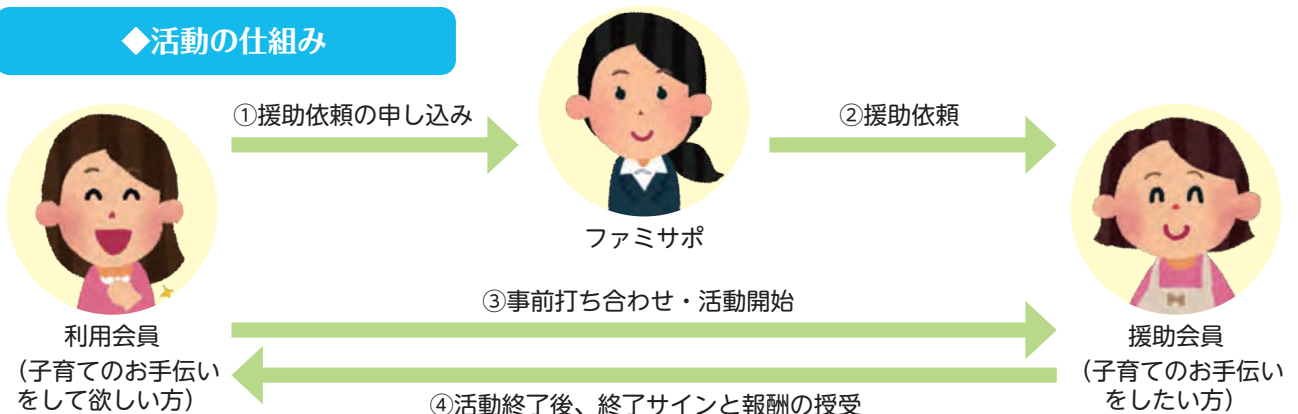 ◆活動の仕組み
①援助依頼の申し込み
②援助依頼
ファミサポ
③事前打ち合わせ・活動開始
利用会員
（子育てのお手伝い
をして欲しい方）
援助会員
（子育てのお手伝い
をしたい方）
④活動終了後、終了サインと報酬の授受